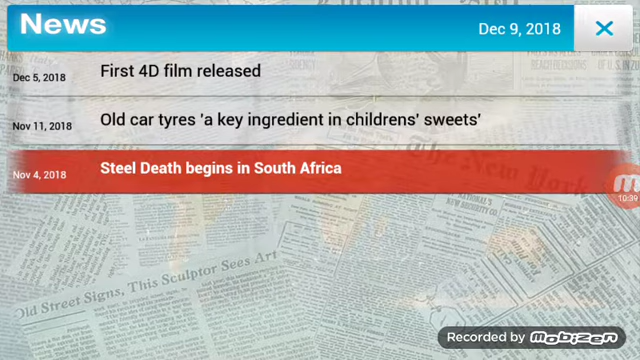 News
Dec 9, 2018
Dec 5, 2018 First 4D film released
Nov 11, 2018 Old car tyres 'a key ingredient in childrens' sweets'
Nov 4, 2018 Steel Death begins in South Africa
The New York
10:39
Old Street Signs, This Sculptor Sees Art
Recorded by Mobizen